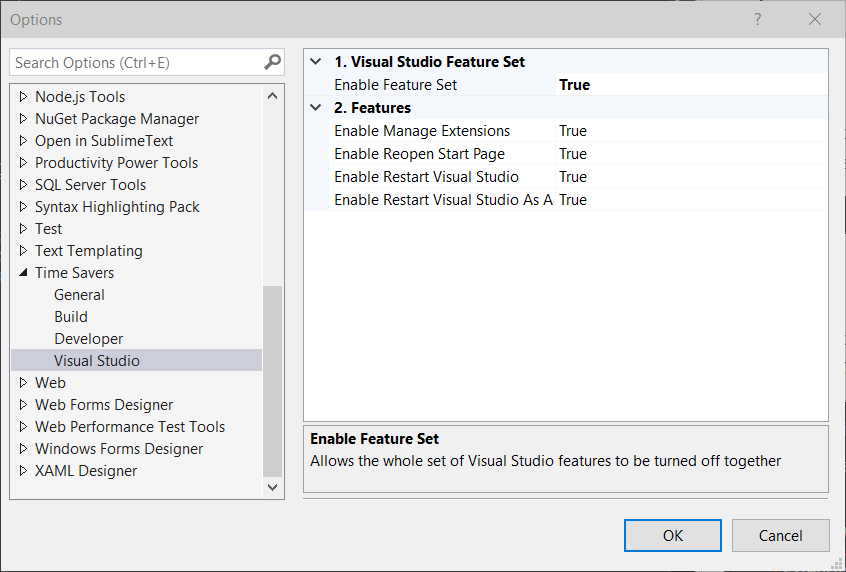 Options
?
Search Options (Ctrl+E)
Node.js Tools
NuGet Package Manager
Open in SublimeText
Productivity Power Tools
SQL Server Tools
Syntax Highlighting Pack
Test
Text Templating
Time Savers
General
Build
Developer
Visual Studio
Web
Web Forms Designer
Web Performance Test Tools
Windows Forms Designer
XAML Designer
1. Visual Studio Feature Set
Enable Feature Set True
2. Features
Enable Manage Extensions True
Enable Reopen Start Page True
Enable Restart Visual Studio True
Enable Restart Visual Studio As A True
Enable Feature Set
Allows the whole set of Visual Studio features to be turned off together
OK Cancel